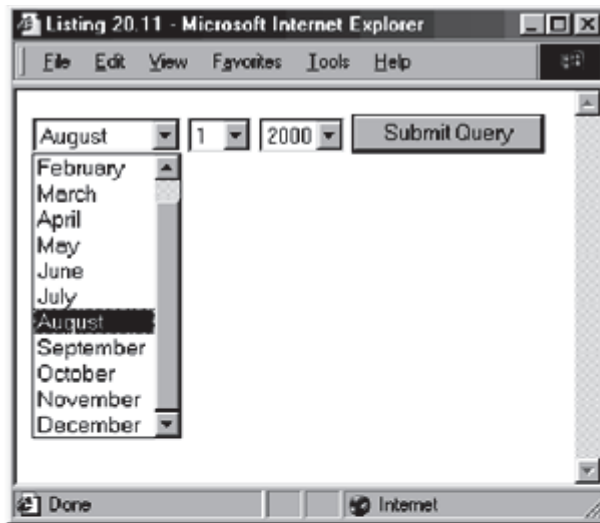 Listing 20.11 - Microsoft Internet Explorer
File Edit View Favorites Tools Help
August 1 2000 Submit Query
February
March
April
May
June
July
August
September
October
November
December
Done Internet